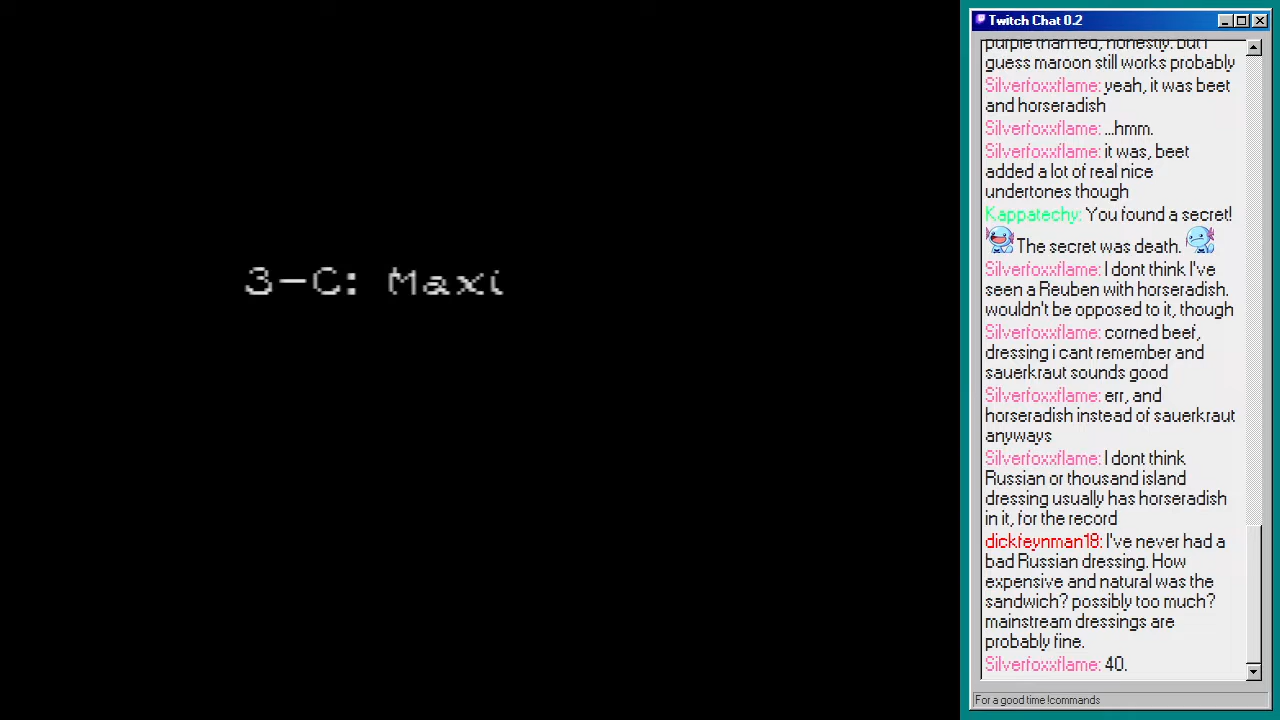 3-C: Maxi
Twitch Chat 0.2
guess maroon still works probably
Silverfoxxflame: yeah, it was beet
and horseradish
Silverfoxxflame: ...hmm.
Silverfoxxflame: it was, beet
added a lot of real nice
undertones though
Kappatechy: You found a secret!
The secret was death.
Silverfoxxflame: I dont think I've
seen a Reuben with horseradish.
wouldn't be opposed to it, though
Silverfoxxflame: corned beef,
dressing i cant remember and
sauerkraut sounds good
Silverfoxxflame: err, and
horseradish instead of sauerkraut
anyways
Silverfoxxflame: I dont think
Russian or thousand island
dressing usually has horseradish
in it, for the record
dickfeynman18: I've never had a
bad Russian dressing. How
expensive and natural was the
sandwich? possibly too much?
mainstream dressings are
probably fine.
Silverfoxxflame: 40.
For a good time !commands